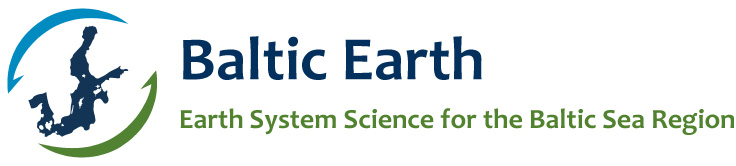 Baltic Earth
Earth System Science for the Baltic Sea Region